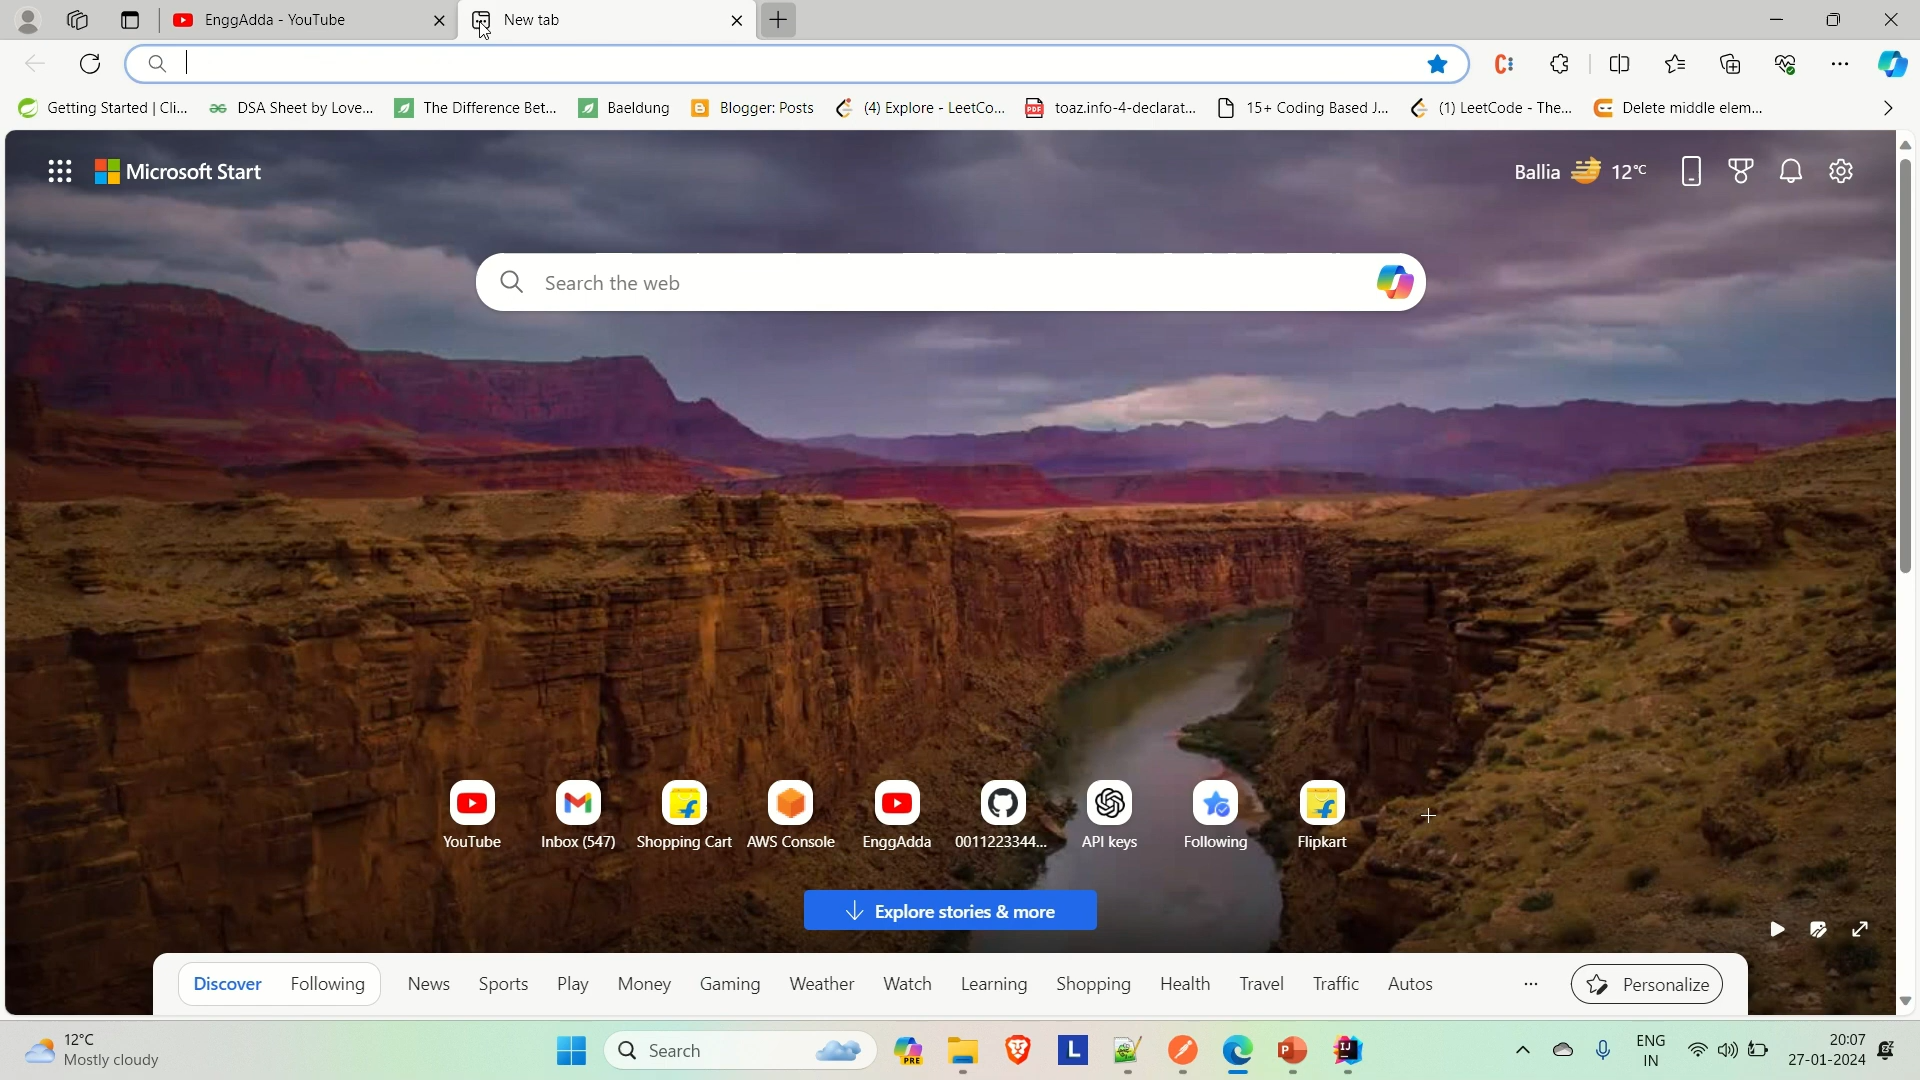 EnggAdda - YouTube
New tab
Getting Started | Cli...
DSA Sheet by Love...
The Difference Bet...
Baeldung
Blogger: Posts
(4) Explore - LeetCo...
toaz.info-4-declarat...
15+ Coding Based J...
(1) LeetCode - The...
Delete middle elem...
Microsoft Start
Ballia 12°C
Search the web
YouTube
Inbox (547)
Shopping Cart
AWS Console
EnggAdda
0011223344...
API keys
Following
Flipkart
Explore stories & more
Discover Following News Sports Play Money Gaming Weather Watch Learning Shopping Health Travel Traffic Autos ... Personalize
12°C
Mostly cloudy
Search
PRE
L
ENG
IN
20:07
27-01-2024